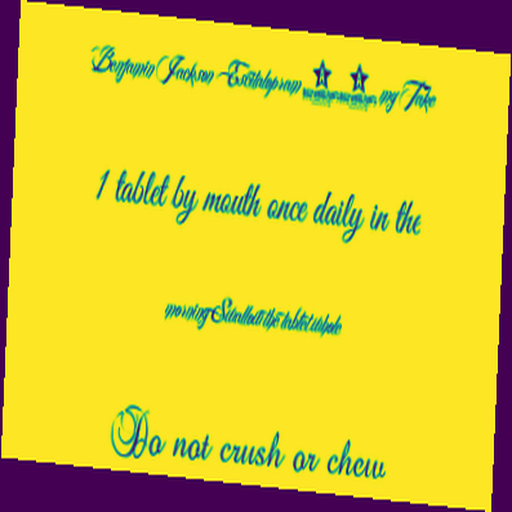 Benjamin Jackson -Escitalopram mg Take
1 tablet by mouth once daily in the
morning Swallow the tablet whole
Do not crush or chew